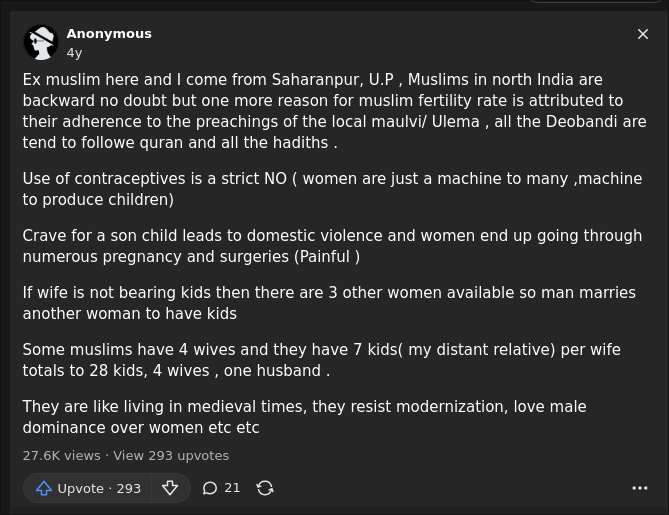 Anonymous
4y
Ex muslim here and I come from Saharanpur, U.P , Muslims in north India are
backward no doubt but one more reason for muslim fertility rate is attributed to
their adherence to the preachings of the local maulvi/ Ulema , all the Deobandi are
tend to followe quran and all the hadiths .
Use of contraceptives is a strict NO ( women are just a machine to many ,machine
to produce children)
Crave for a son child leads to domestic violence and women end up going through
numerous pregnancy and surgeries (Painful )
If wife is not bearing kids then there are 3 other women available so man marries
another woman to have kids
Some muslims have 4 wives and they have 7 kids( my distant relative) per wife
totals to 28 kids, 4 wives , one husband .
They are like living in medieval times, they resist modernization, love male
dominance over women etc etc
27.6K views · View 293 upvotes
Upvote · 293 21